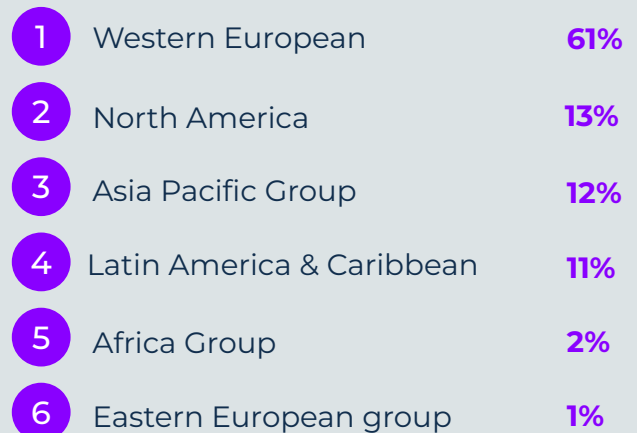 1 Western European 61%
2 North America 13%
3 Asia Pacific Group 12%
4 Latin America & Caribbean 11%
5 Africa Group 2%
6 Eastern European group 1%